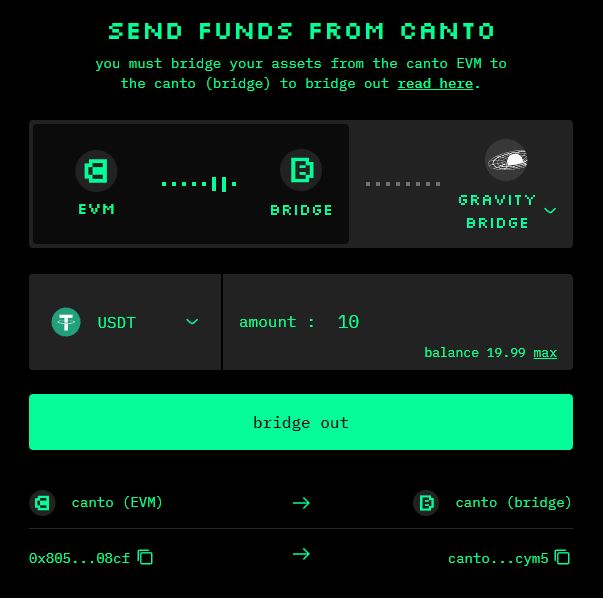 SEND FUNDS FROM CANTO
you must bridge your assets from the canto EVM to
the canto (bridge) to bridge out read here.
EVM
BRIDGE
GRAVITY
BRIDGE
USDT
amount : 10
balance 19.99 max
bridge out
canto (EVM) → canto (bridge)
0x805...08cf → canto...cym5